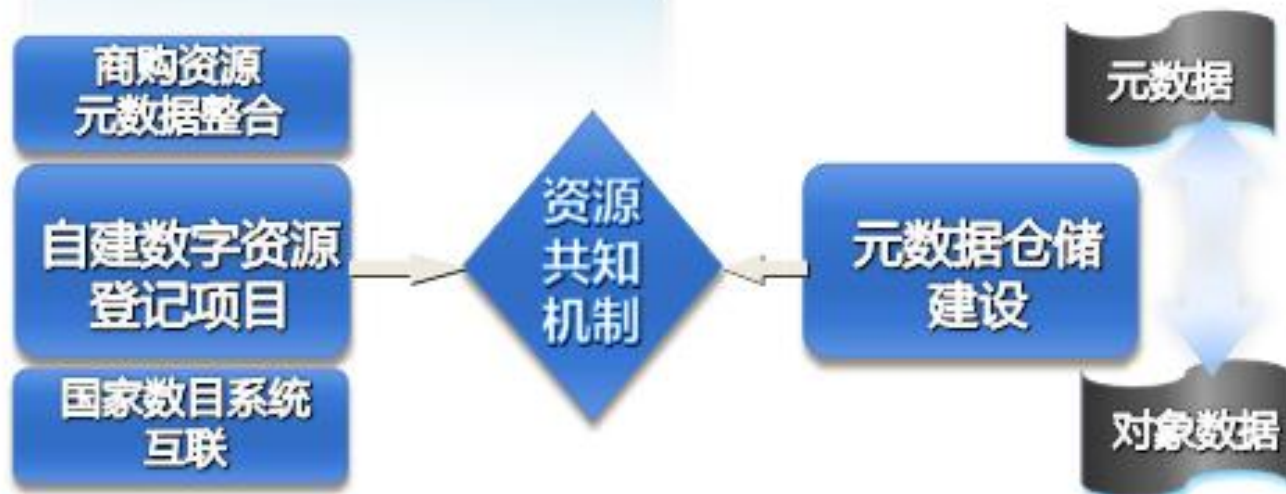 商购资源
元数据整合
自建数字资源
登记项目
国家数目系统
互联
资源
共知
机制
元数据仓储
建设
元数据
对象数据